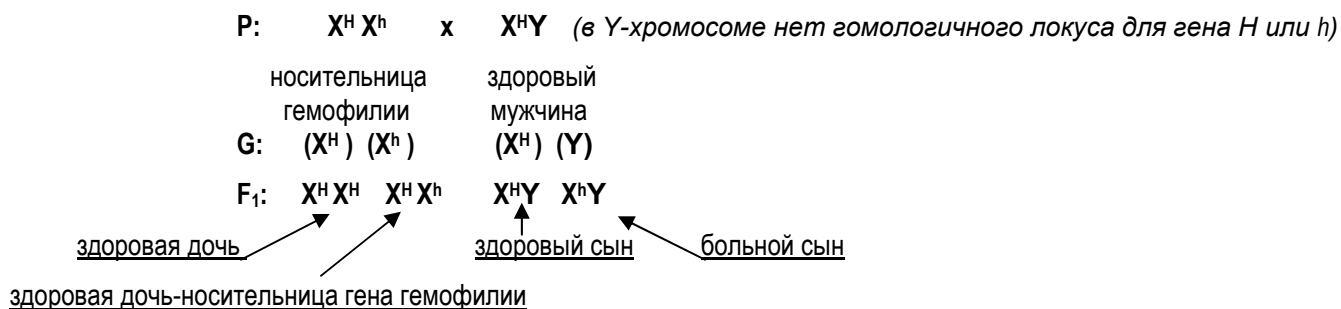 P: Xᴴ Xʰ x XᴴY (в Y-хромосоме нет гомологичного локуса для гена H или h)
носительница здоровый
гемофилии мужчина
G: (Xᴴ ) (Xʰ ) (Xᴴ ) (Y)
F₁: Xᴴ Xᴴ Xᴴ Xʰ XᴴY XʰY
здоровая дочь здоровый сын больной сын
здоровая дочь-носительница гена гемофилии